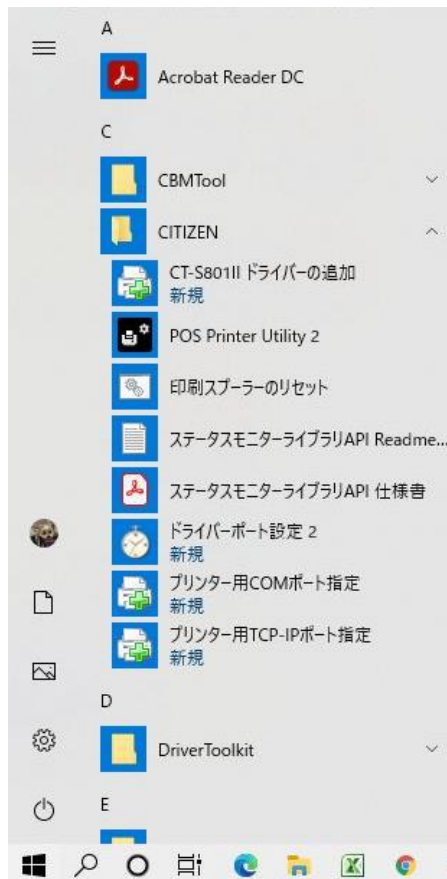 A
Acrobat Reader DC
C
CBMTool
CITIZEN
CT-S801II ドライバーの追加
新規
POS Printer Utility 2
印刷スプーラーのリセット
ステータスモニターライブラリAPI Readme...
ステータスモニターライブラリAPI 仕様書
ドライバーポート設定 2
新規
プリンター用COMポート指定
新規
プリンター用TCP-IPポート指定
新規
D
DriverToolkit
E